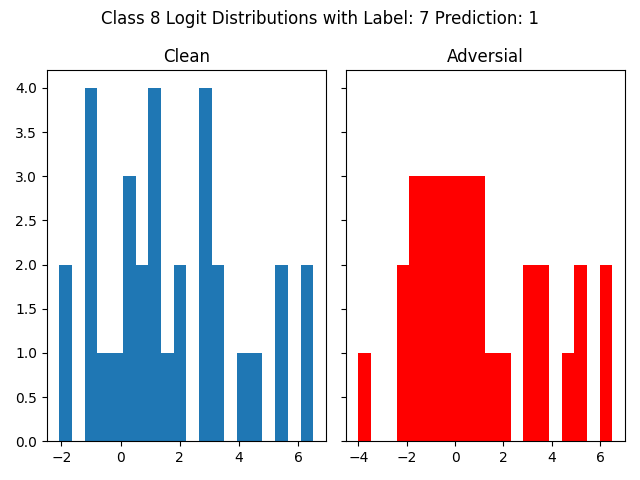 Class 8 Logit Distributions with Label: 7 Prediction: 1
Clean
Adversial
4.0
3.5
3.0
2.5
2.0
1.5
1.0
0.5
0.0
−2 0 2 4 6
−4 −2 0 2 4 6